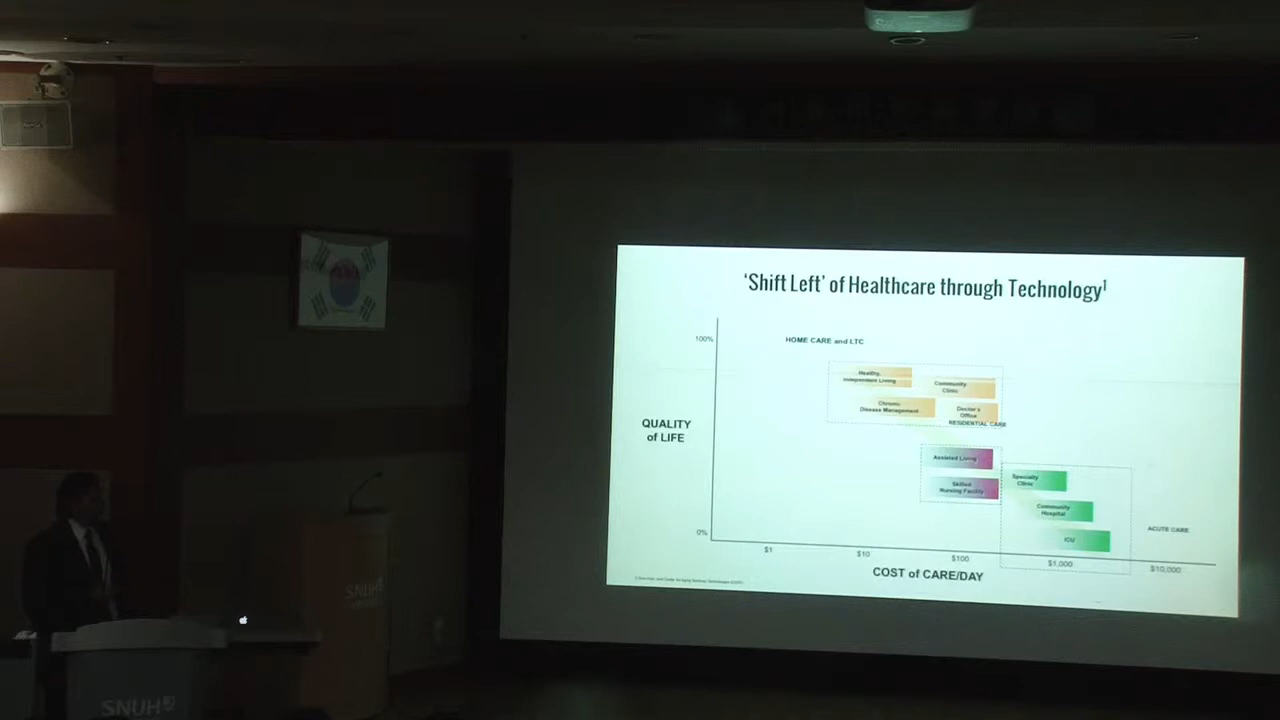 'Shift Left' of Healthcare through Technology¹
100%
HOME CARE and LTC
Healthy,
Independent Living
Community
Clinic
Chronic
Disease Management
Doctor's
Office
RESIDENTIAL CARE
QUALITY
of LIFE
Assisted Living
Skilled
Nursing Facility
Specialty
Clinic
Community
Hospital
ICU
ACUTE CARE
0%
$1
$10
$100
$1,000
$10,000
COST of CARE/DAY
SNUH
SNUH